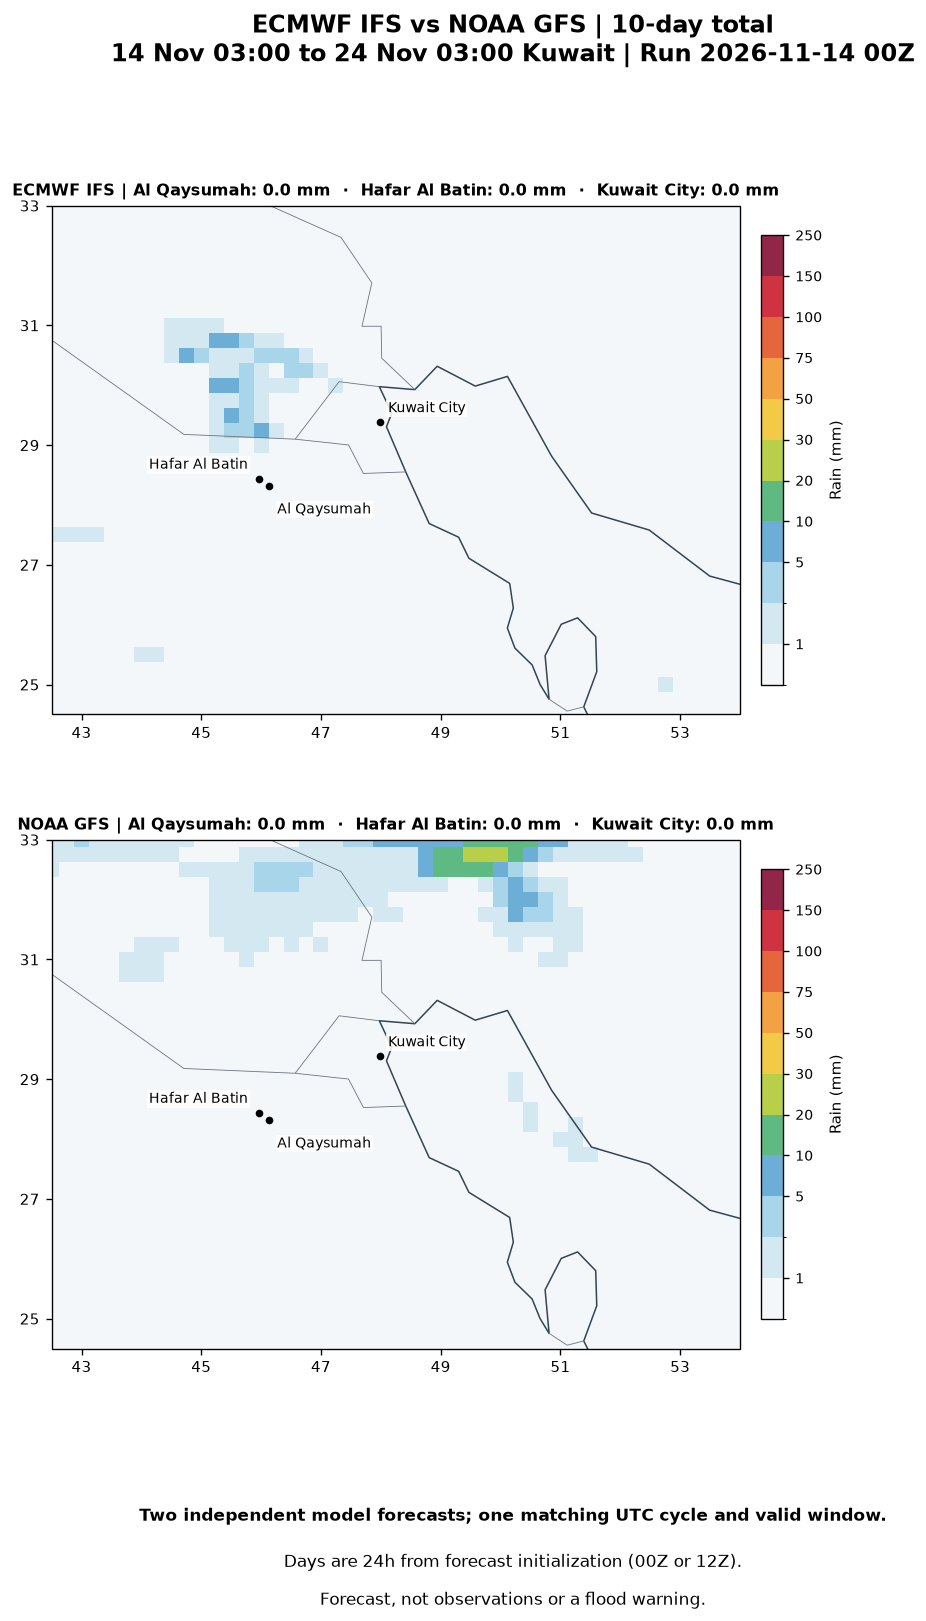 ECMWF IFS vs NOAA GFS | 10-day total
14 Nov 03:00 to 24 Nov 03:00 Kuwait | Run 2026-11-14 00Z
ECMWF IFS | Al Qaysumah: 0.0 mm · Hafar Al Batin: 0.0 mm · Kuwait City: 0.0 mm
33
31
29
27
25
43
45
47
49
51
53
Kuwait City
Hafar Al Batin
Al Qaysumah
250
150
100
75
50
30
20
10
5
1
Rain (mm)
NOAA GFS | Al Qaysumah: 0.0 mm · Hafar Al Batin: 0.0 mm · Kuwait City: 0.0 mm
33
31
29
27
25
43
45
47
49
51
53
Kuwait City
Hafar Al Batin
Al Qaysumah
250
150
100
75
50
30
20
10
5
1
Rain (mm)
Two independent model forecasts; one matching UTC cycle and valid window.
Days are 24h from forecast initialization (00Z or 12Z).
Forecast, not observations or a flood warning.